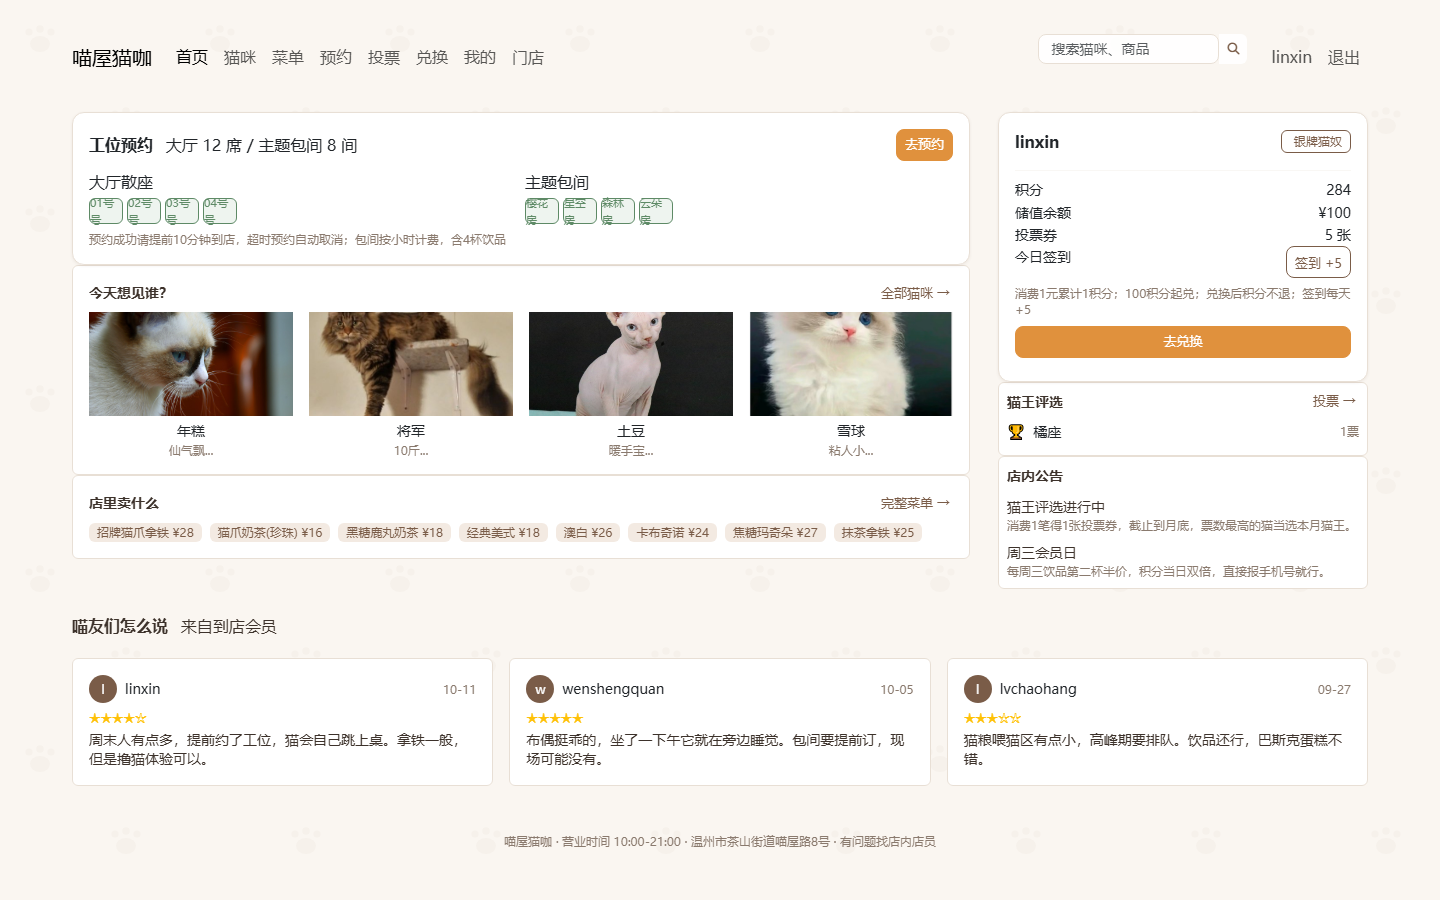 喵屋猫咖 首页 猫咪 菜单 预约 投票 兑换 我的 门店 搜索猫咪、商品 linxin 退出
工位预约 大厅 12 席 / 主题包间 8 间 去预约
大厅散座 主题包间
01号 02号 03号 04号 樱花 星空 森林 云朵
号 号 号 号 房 房 房 房
预约成功请提前10分钟到店，超时预约自动取消；包间按小时计费，含4杯饮品
今天想见谁? 全部猫咪 →
年糕 将军 土豆 雪球
仙气飘... 10斤... 暖手宝... 粘人小...
店里卖什么 完整菜单 →
招牌猫爪拿铁 ¥28 猫爪奶茶(珍珠) ¥16 黑糖鹿丸奶茶 ¥18 经典美式 ¥18 澳白 ¥26 卡布奇诺 ¥24 焦糖玛奇朵 ¥27 抹茶拿铁 ¥25
linxin 银牌猫奴
积分 284
储值余额 ¥100
投票券 5 张
今日签到 签到 +5
消费1元累计1积分；100积分起兑；兑换后积分不退；签到每天
+5
去兑换
猫王评选 投票 →
橘座 1票
店内公告
猫王评选进行中
消费1笔得1张投票券，截止到月底，票数最高的猫当选本月猫王。
周三会员日
每周三饮品第二杯半价，积分当日双倍，直接报手机号就行。
喵友们怎么说 来自到店会员
l linxin 10-11
★★★★☆
周末人有点多，提前约了工位，猫会自己跳上桌。拿铁一般，
但是撸猫体验可以。
w wenshengquan 10-05
★★★★★
布偶挺乖的，坐了一下午它就在旁边睡觉。包间要提前订，现
场可能没有。
l lvchaohang 09-27
★★★☆☆
猫粮喂猫区有点小，高峰期要排队。饮品还行，巴斯克蛋糕不
错。
喵屋猫咖 · 营业时间 10:00-21:00 · 温州市茶山街道喵屋路8号 · 有问题找店内店员